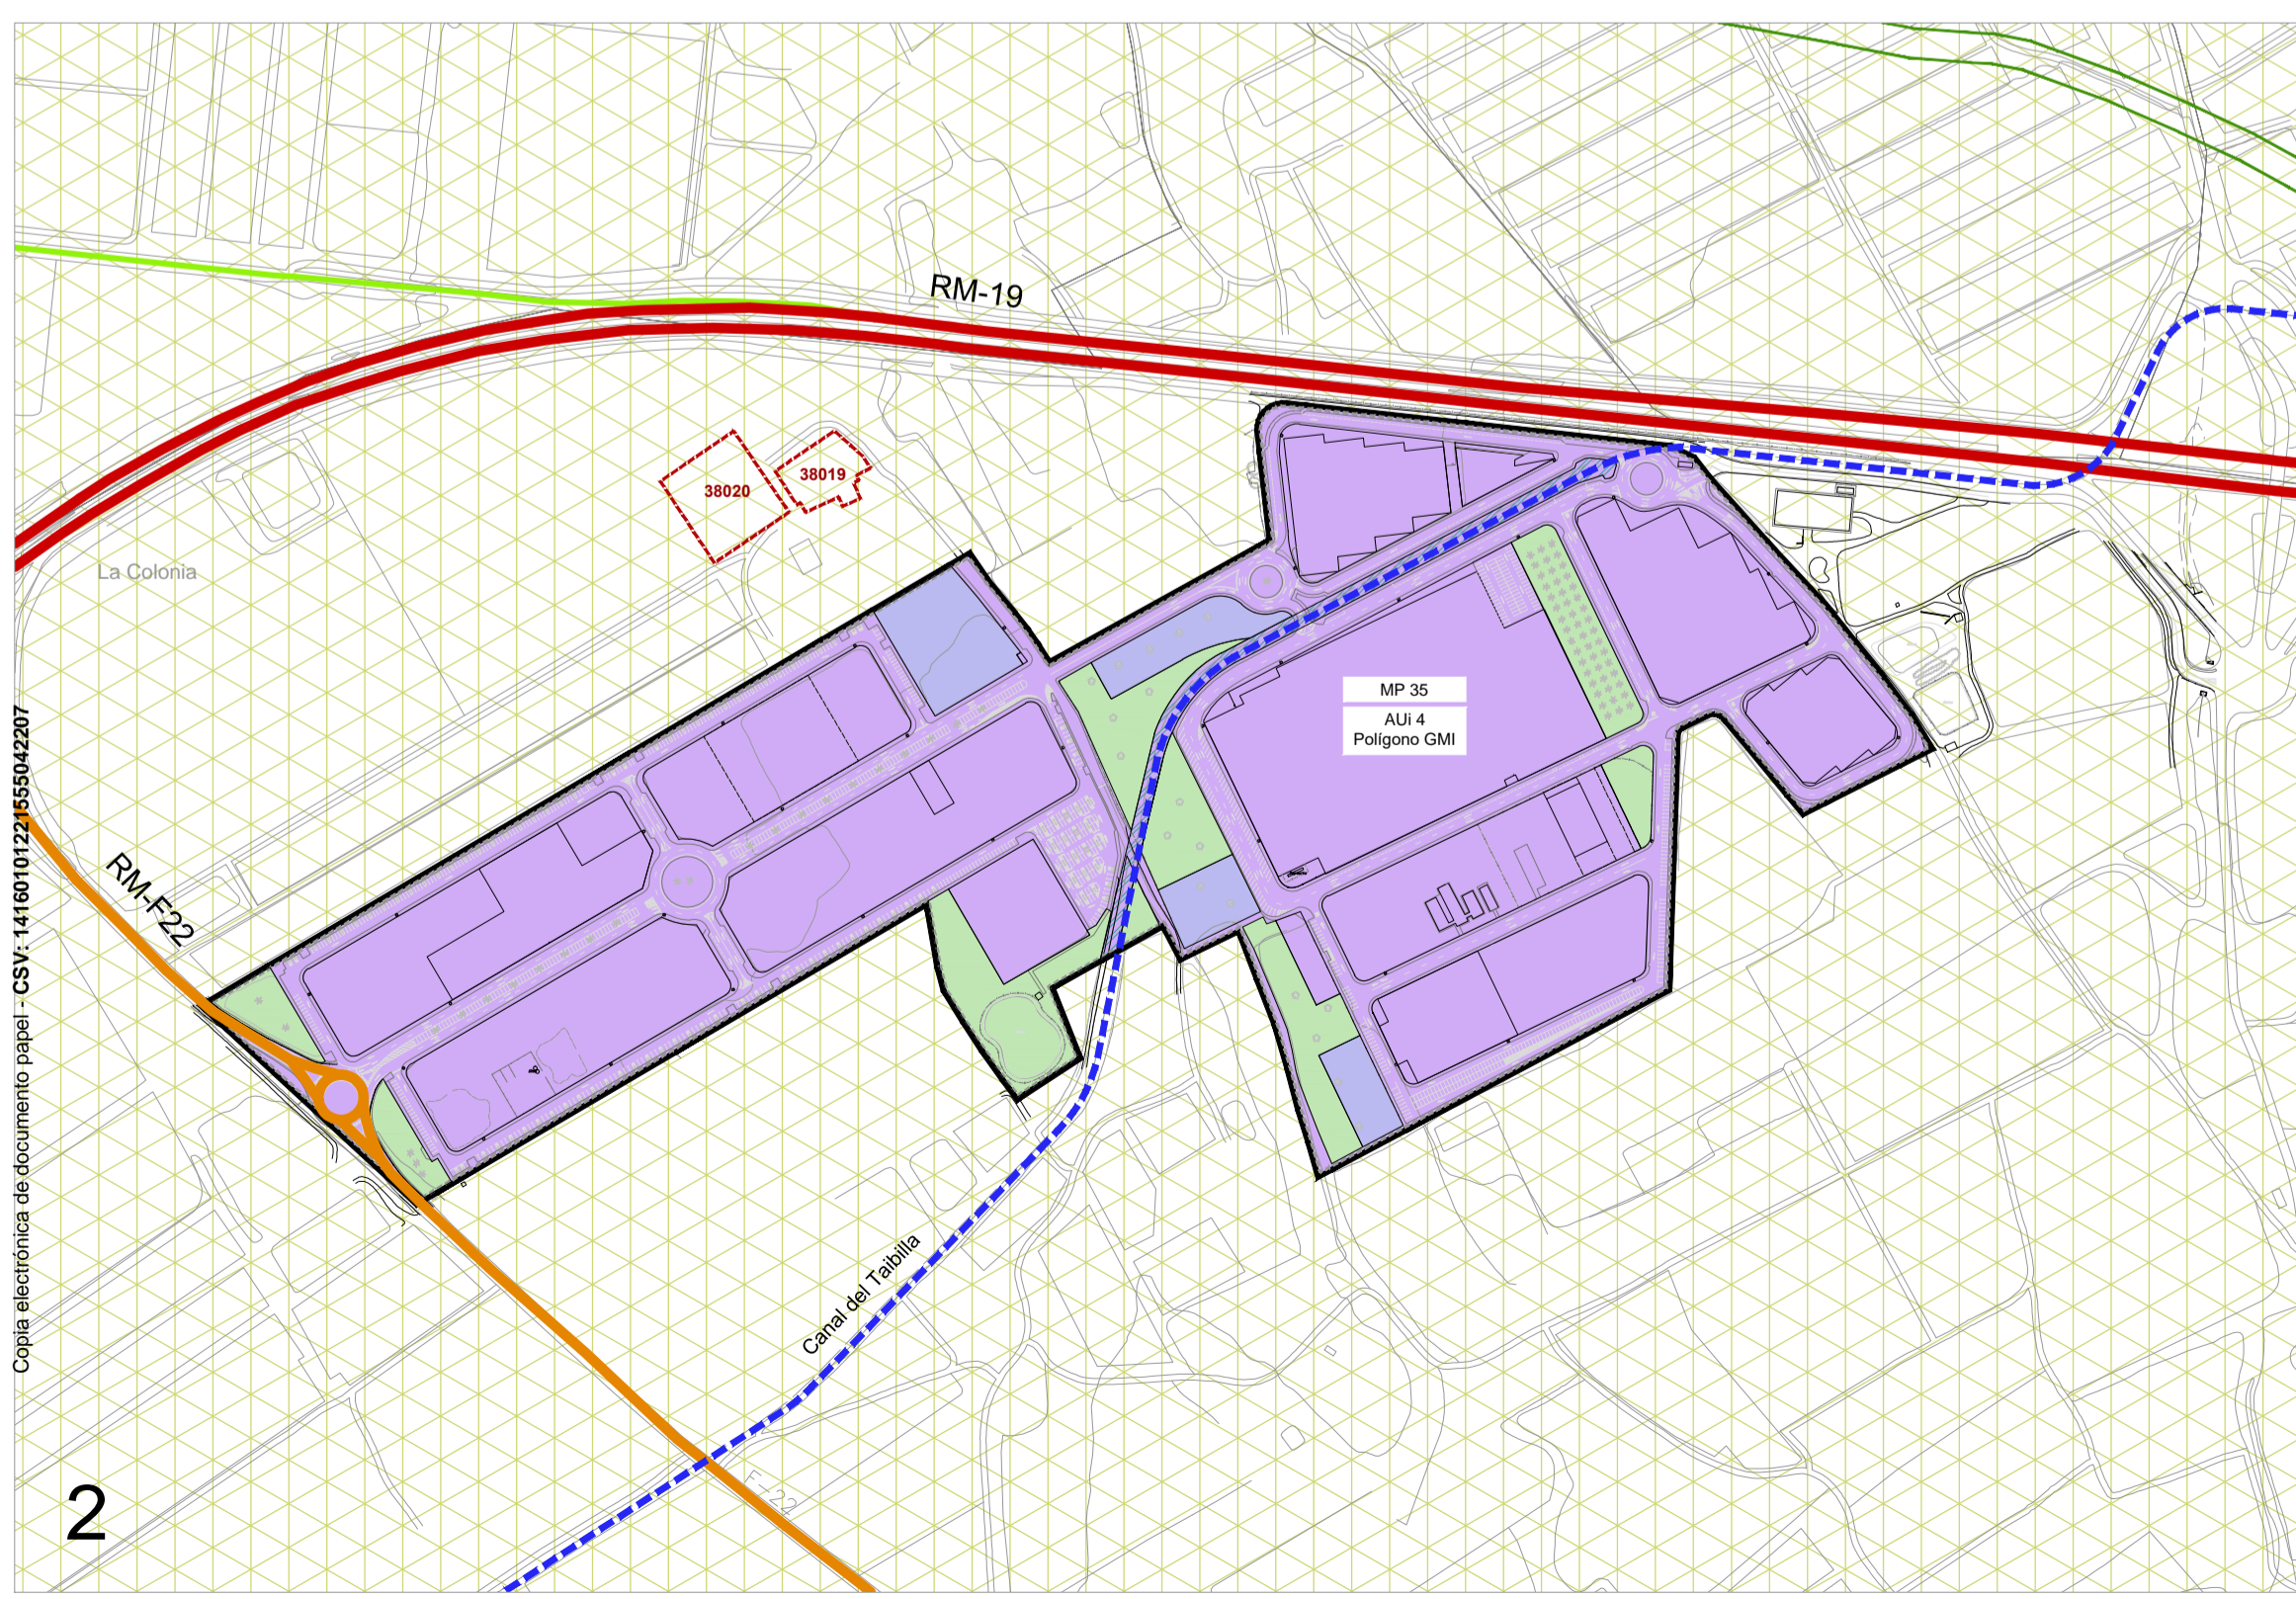 RM-19
38019
38020
La Colonia
MP 35
AUi 4
Polígono GMI
RM-F22
Copia electrónica de documento papel - CSV: 14160101221555042207
Canal del Taibilla
F-22
2